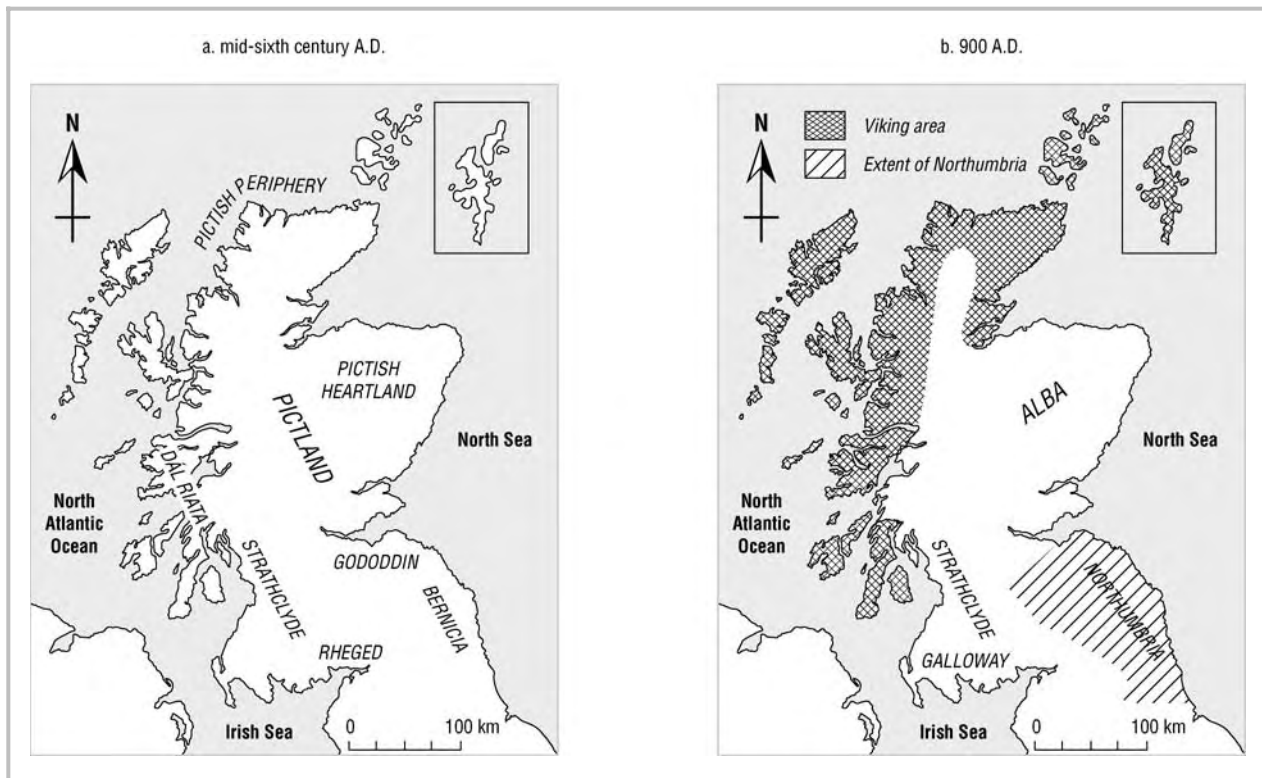 a. mid-sixth century A.D.
N
PICTISH PERIPHERY
PICTISH
HEARTLAND
PICTLAND
North Sea
DÁL RIATA
North
Atlantic
Ocean
STRATHCLYDE
GODODDIN
BERNICIA
RHEGED
Irish Sea
0 100 km
b. 900 A.D.
N
Viking area
Extent of Northumbria
ALBA
North Sea
North
Atlantic
Ocean
STRATHCLYDE
NORTHUMBRIA
GALLOWAY
Irish Sea
0 100 km